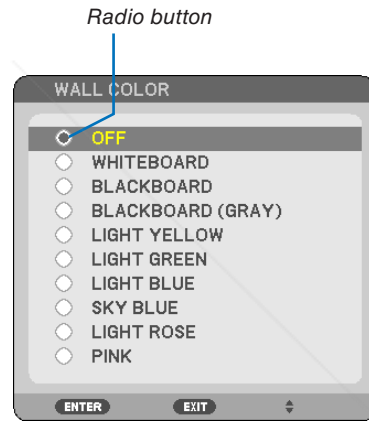 Radio button
WALL COLOR
OFF
WHITEBOARD
BLACKBOARD
BLACKBOARD (GRAY)
LIGHT YELLOW
LIGHT GREEN
LIGHT BLUE
SKY BLUE
LIGHT ROSE
PINK
ENTER EXIT